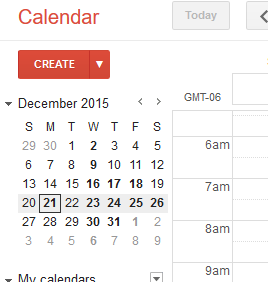 Calendar
Today
CREATE
GMT-06
December 2015
S M T W T F S
29 30 1 2 3 4 5
6 7 8 9 10 11 12
13 14 15 16 17 18 19
20 21 22 23 24 25 26
27 28 29 30 31 1 2
3 4 5 6 7 8 9
My calendars
6am
7am
8am
9am